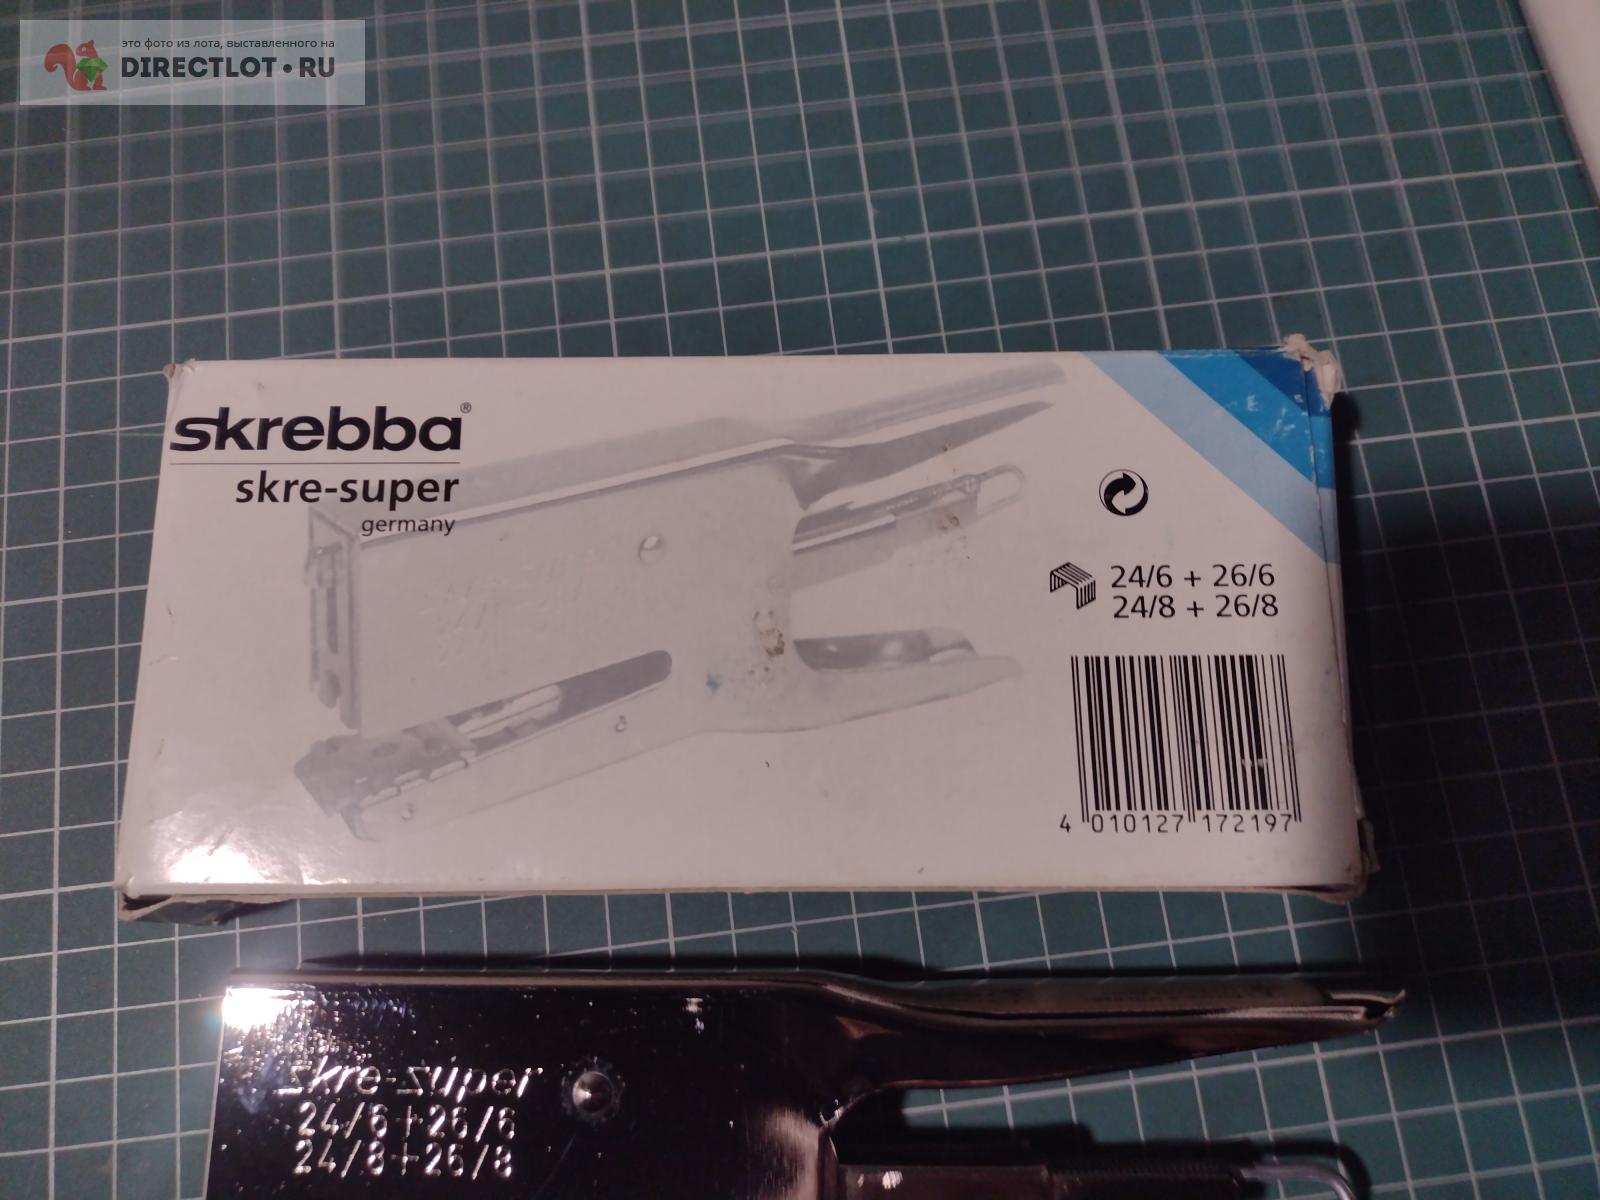 это фото из лота, выставленного на
DIRECTLOT•RU
skrebba®
skre-super
germany
24/6 + 26/6
24/8 + 26/8
4 010127 172197
skre-super
24/6+26/6
24/8+26/8